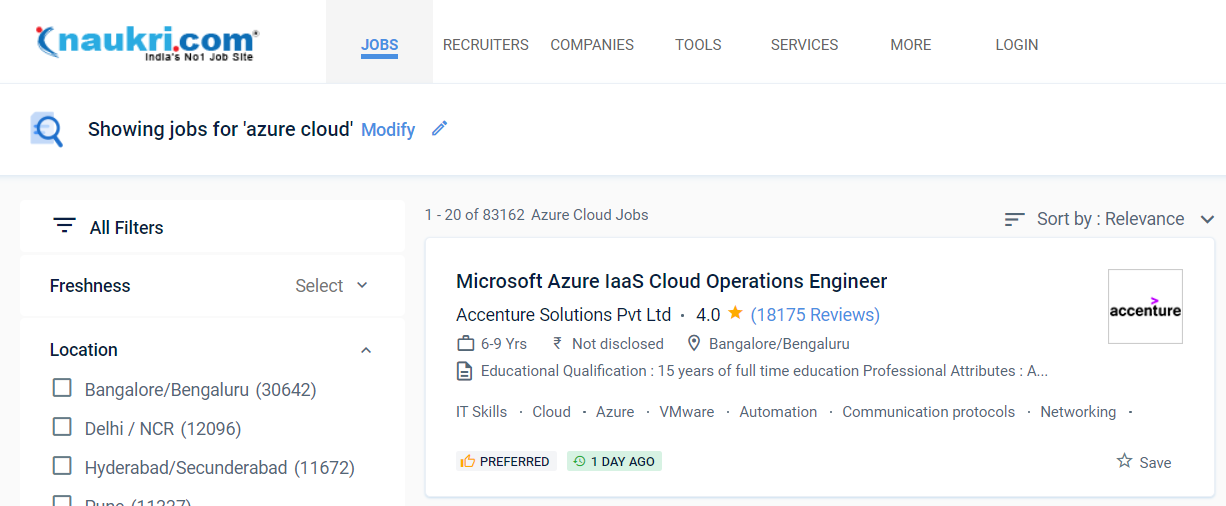 naukri.com
India's No1 Job Site
JOBS RECRUITERS COMPANIES TOOLS SERVICES MORE LOGIN
Showing jobs for 'azure cloud' Modify
All Filters
Freshness Select
Location
Bangalore/Bengaluru (30642)
Delhi / NCR (12096)
Hyderabad/Secunderabad (11672)
1 - 20 of 83162 Azure Cloud Jobs
Sort by : Relevance
Microsoft Azure IaaS Cloud Operations Engineer
Accenture Solutions Pvt Ltd · 4.0 ★ (18175 Reviews)
6-9 Yrs ₹ Not disclosed Bangalore/Bengaluru
Educational Qualification : 15 years of full time education Professional Attributes : A...
IT Skills · Cloud · Azure · VMware · Automation · Communication protocols · Networking ·
PREFERRED 1 DAY AGO
Save
accenture